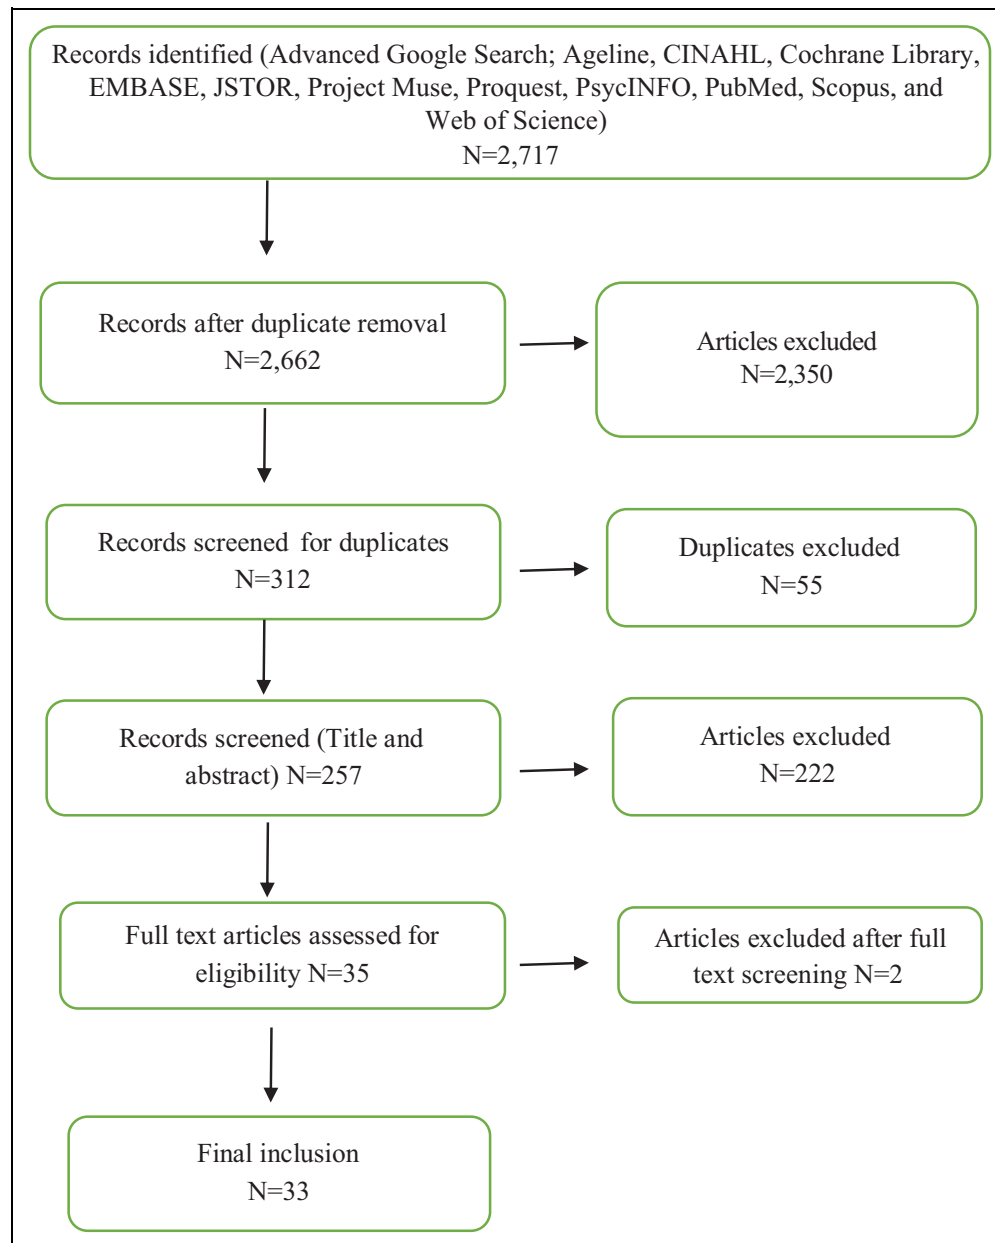 Records identified (Advanced Google Search; Ageline, CINAHL, Cochrane Library,
EMBASE, JSTOR, Project Muse, Proquest, PsycINFO, PubMed, Scopus, and
Web of Science)
N=2,717
Records after duplicate removal
N=2,662
Articles excluded
N=2,350
Records screened for duplicates
N=312
Duplicates excluded
N=55
Records screened (Title and
abstract) N=257
Articles excluded
N=222
Full text articles assessed for
eligibility N=35
Articles excluded after full
text screening N=2
Final inclusion
N=33